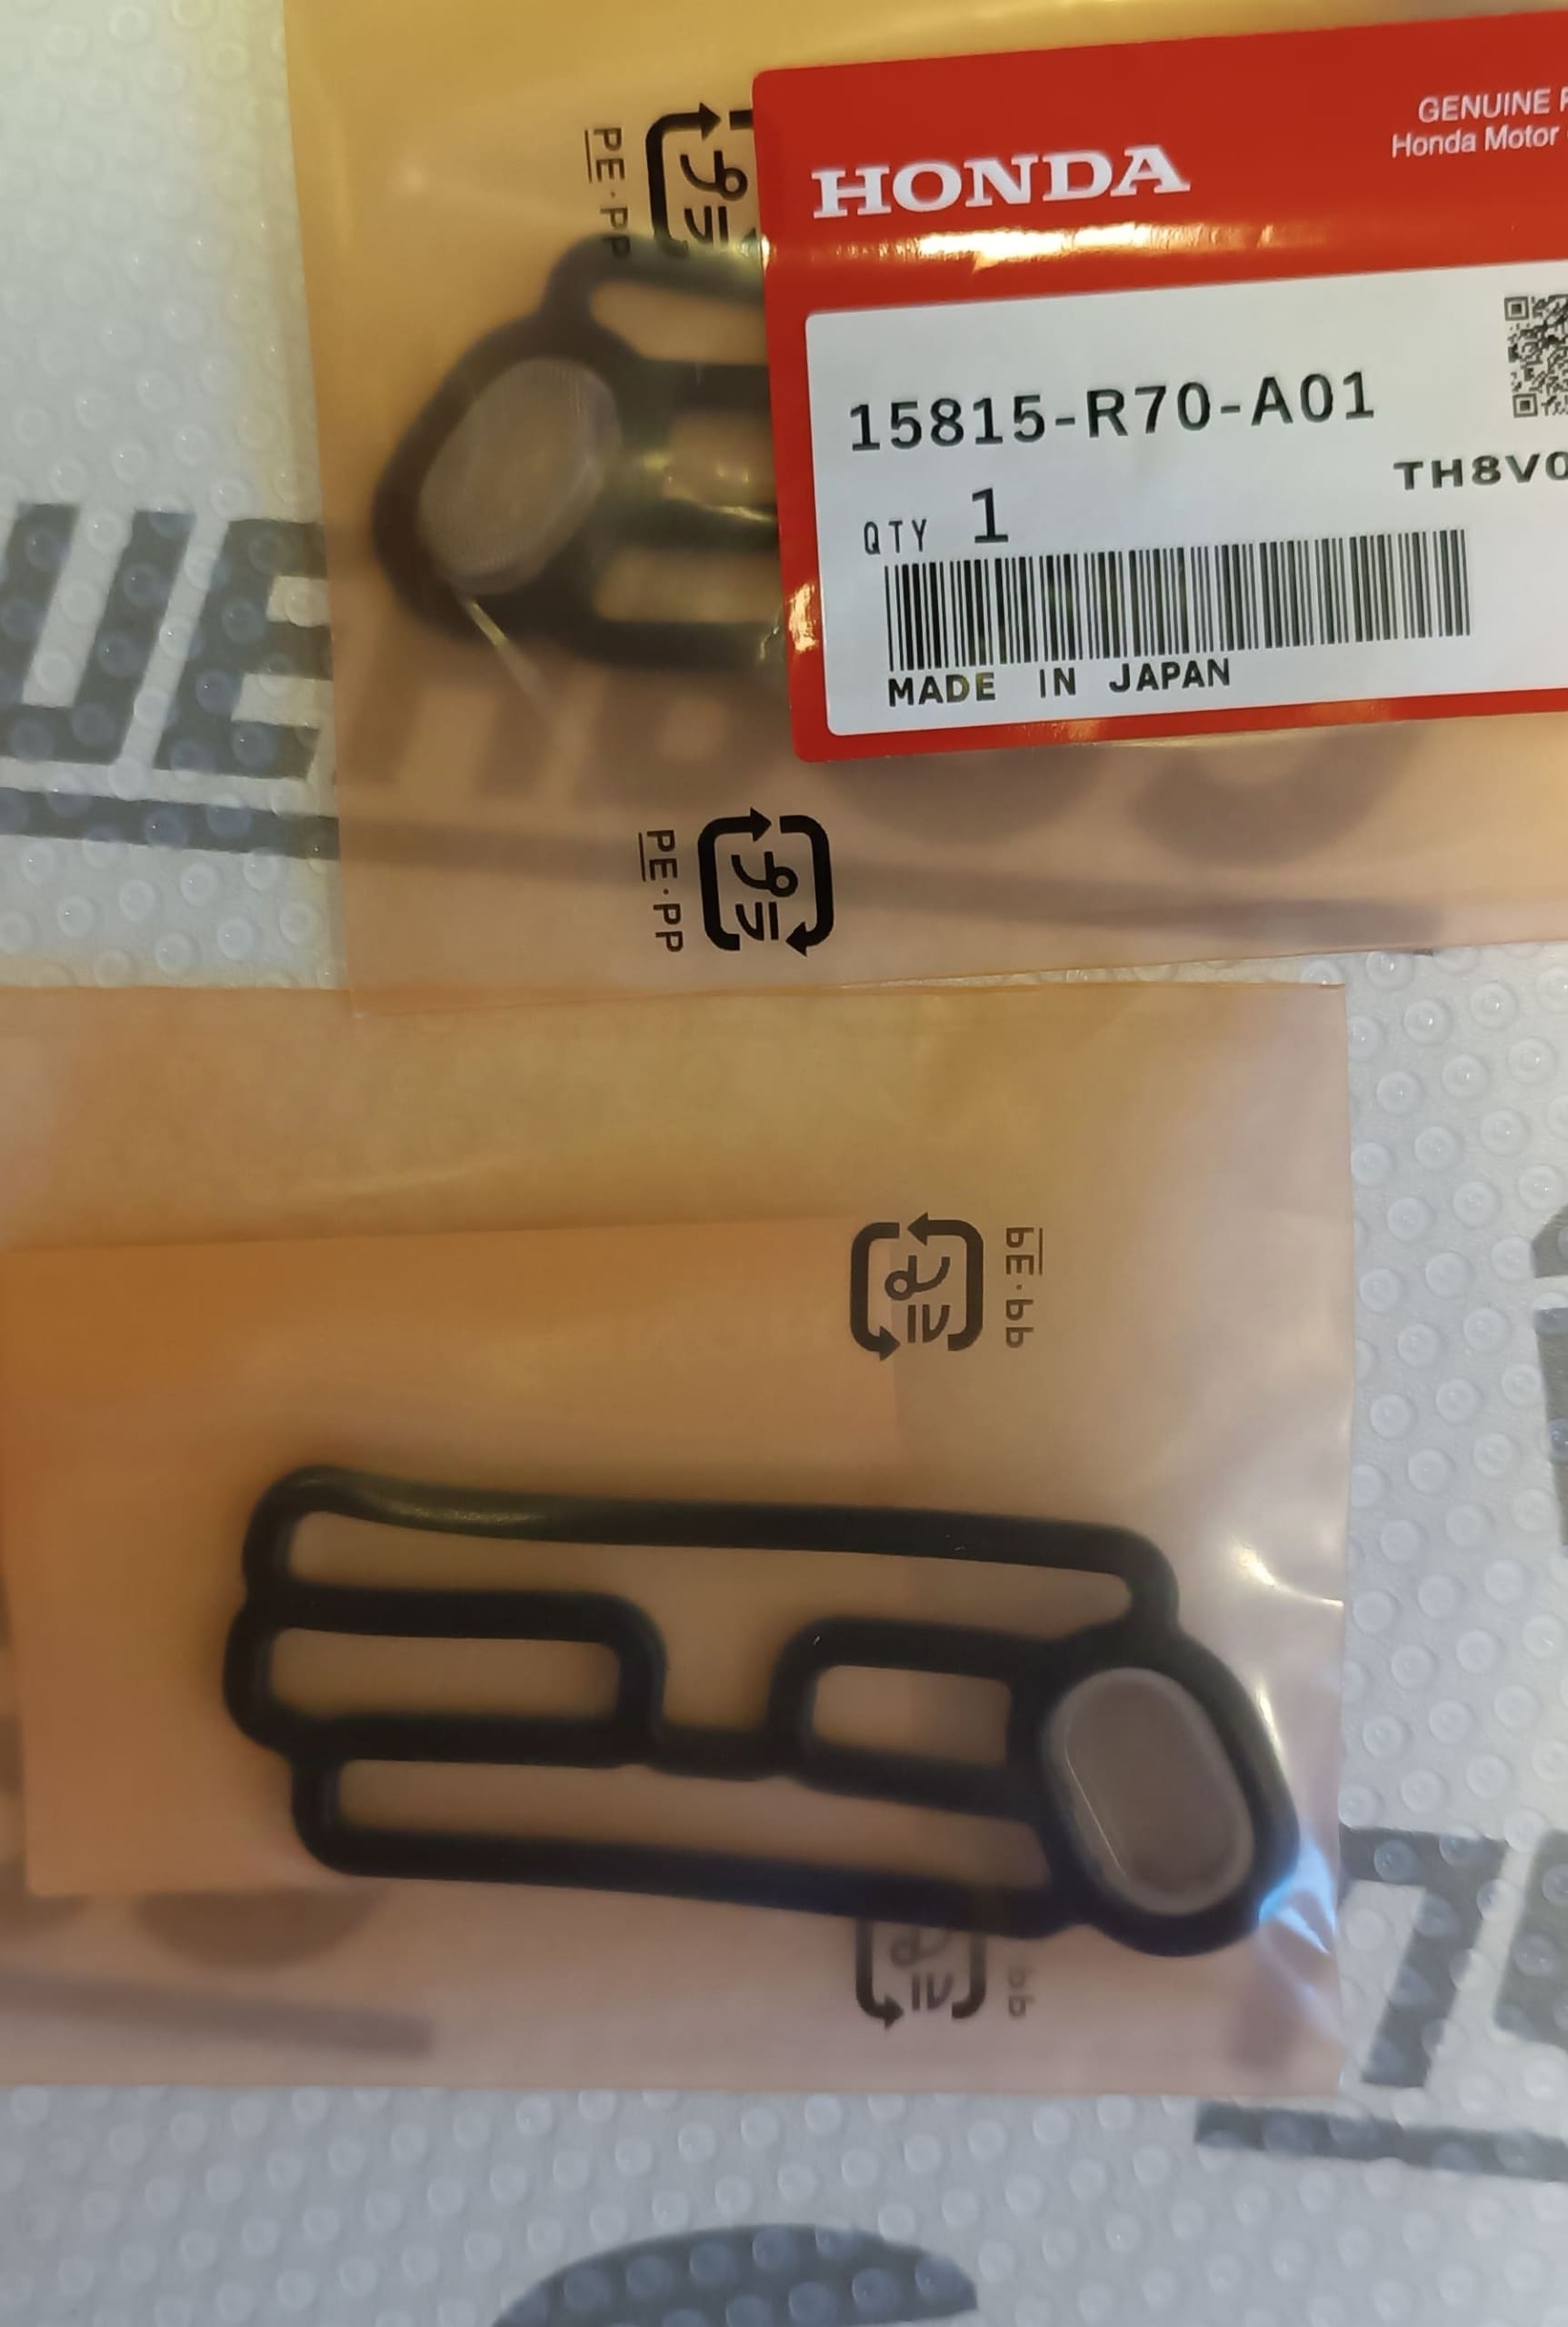 GENUINE
Honda Motor
HONDA
15815-R70-A01
TH8V0
QTY 1
MADE IN JAPAN
PE・PP
プラ
PE・PP
プラ
PE・PP
プラ
PE・PP
プラ